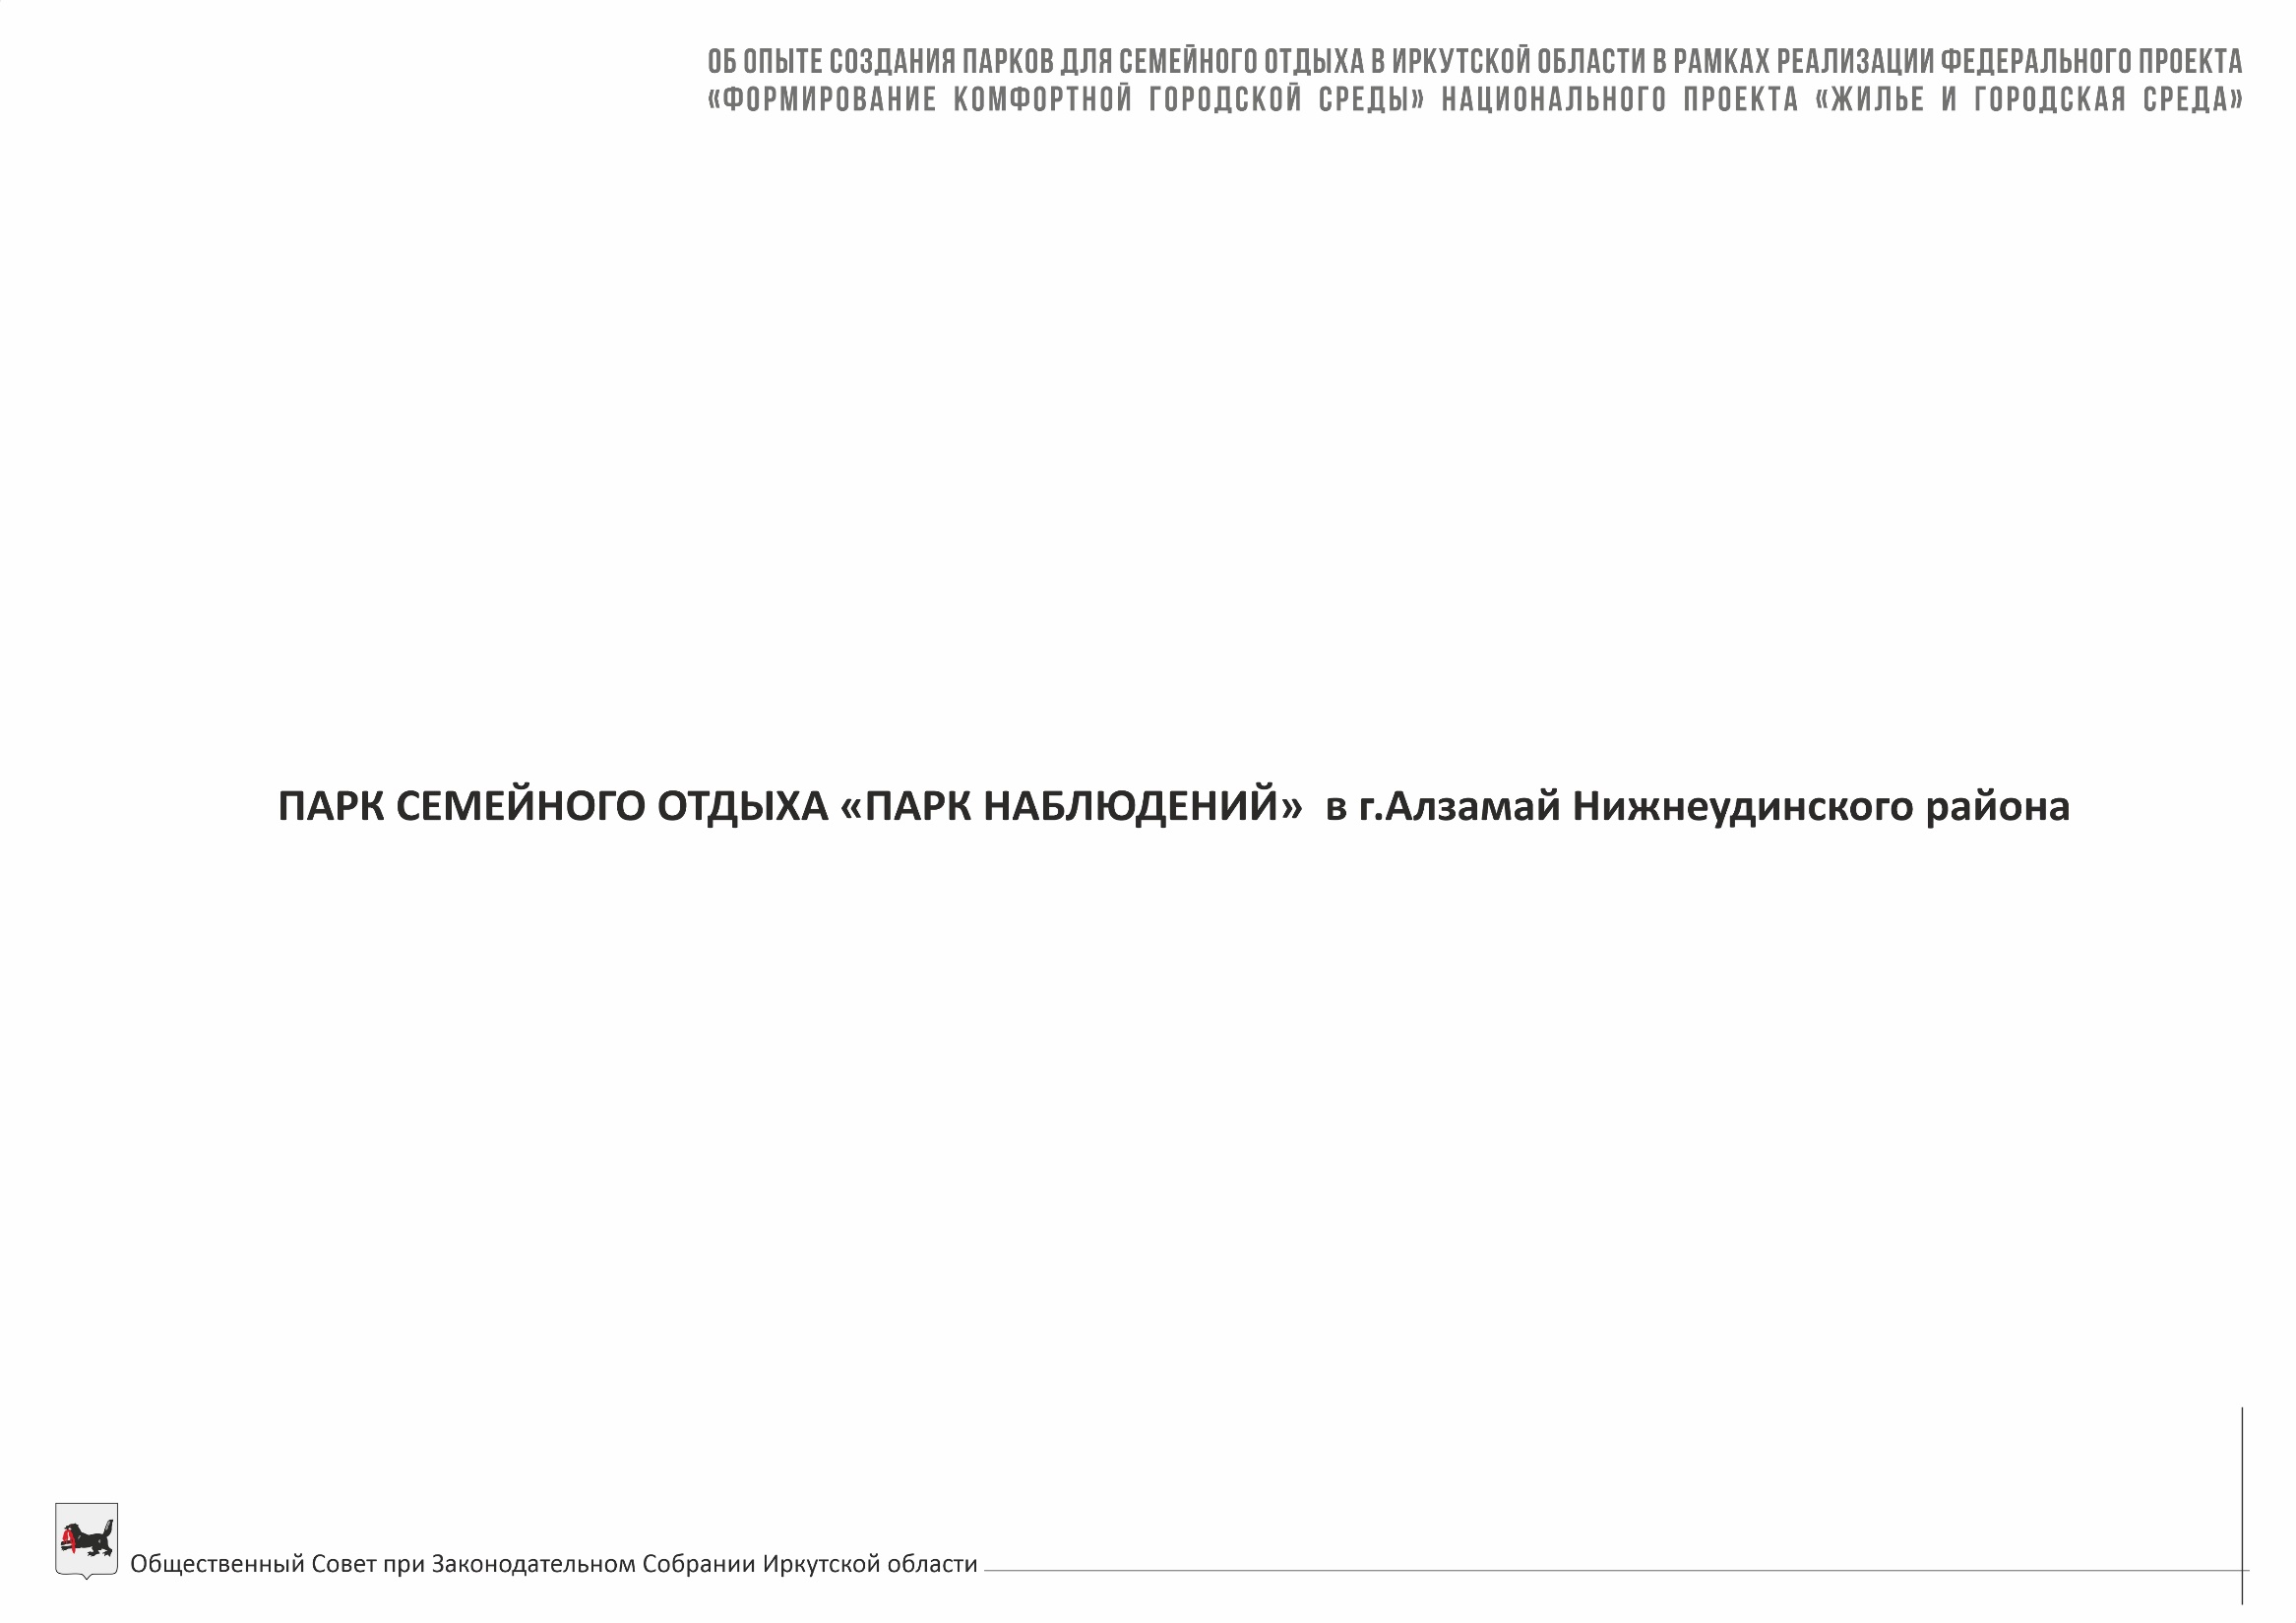 ОБ ОПЫТЕ СОЗДАНИЯ ПАРКОВ ДЛЯ СЕМЕЙНОГО ОТДЫХА В ИРКУТСКОЙ ОБЛАСТИ В РАМКАХ РЕАЛИЗАЦИИ ФЕДЕРАЛЬНОГО ПРОЕКТА
«ФОРМИРОВАНИЕ КОМФОРТНОЙ ГОРОДСКОЙ СРЕДЫ» НАЦИОНАЛЬНОГО ПРОЕКТА «ЖИЛЬЕ И ГОРОДСКАЯ СРЕДА»
ПАРК СЕМЕЙНОГО ОТДЫХА «ПАРК НАБЛЮДЕНИЙ» в г.Алзамай Нижнеудинского района
Общественный Совет при Законодательном Собрании Иркутской области